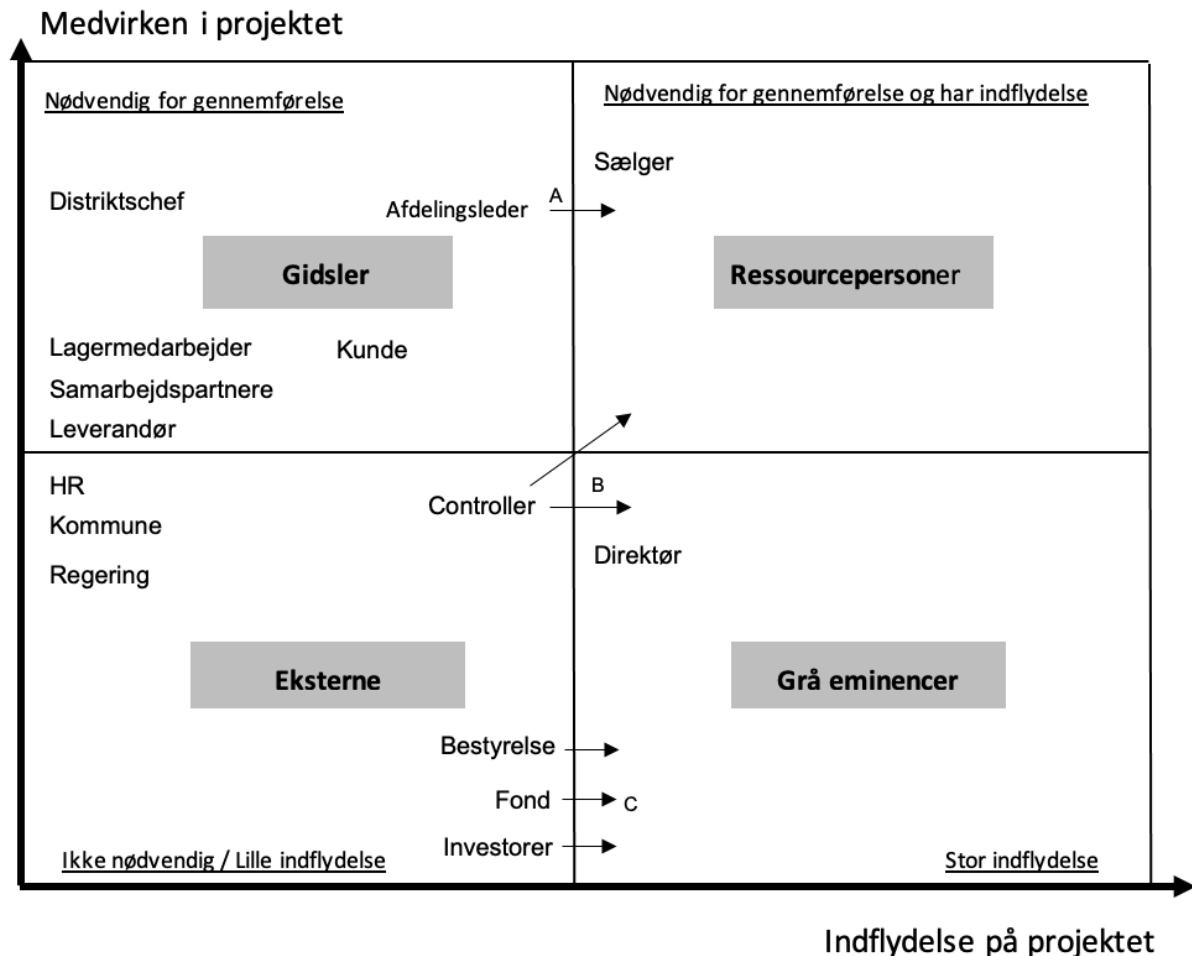 Medvirken i projektet
Nødvendig for gennemførelse
Nødvendig for gennemførelse og har indflydelse
Sælger
Distriktschef
Afdelingsleder
A
Gidsler
Ressourcepersoner
Lagermedarbejder
Kunde
Samarbejdspartnere
Leverandør
HR
Controller
B
Kommune
Direktør
Regering
Eksterne
Grå eminencer
Bestyrelse
Fond
C
Investorer
Ikke nødvendig / Lille indflydelse
Stor indflydelse
Indflydelse på projektet